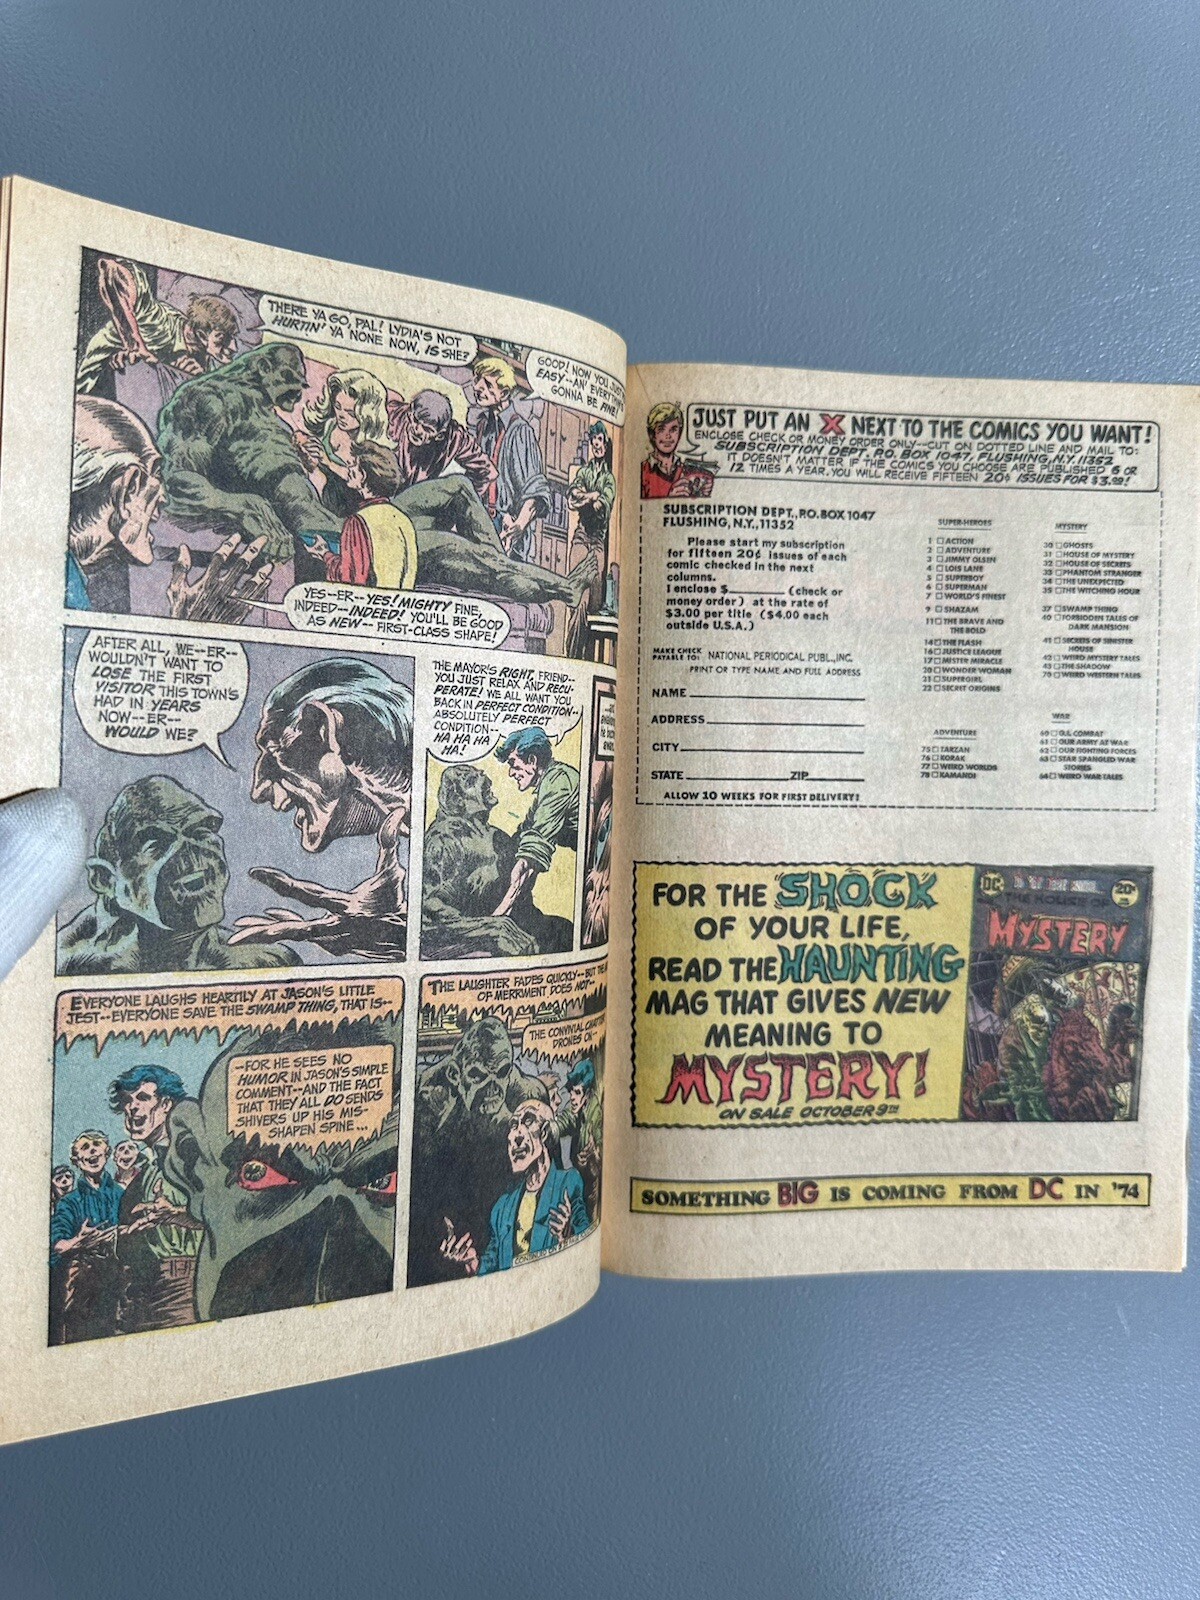 THERE YA GO, PAL! LYDIA'S NOT
HURTIN' YA NONE NOW, IS SHE?
GOOD! NOW YOU JUST
EASY--AN' EVERYTHIN'S
GONNA BE FINE!
YES--ER--YES! MIGHTY FINE,
INDEED--INDEED! YOU'LL BE GOOD
AS NEW--FIRST-CLASS SHAPE!
AFTER ALL, WE--ER--
WOULDN'T WANT TO
LOSE THE FIRST
VISITOR THIS TOWN'S
HAD IN YEARS
NOW--ER--
WOULD WE?
THE MAYOR'S RIGHT, FRIEND--
YOU JUST RELAX AND RECU-
PERATE! WE ALL WANT YOU
BACK IN PERFECT CONDITION--
ABSOLUTELY PERFECT
CONDITION--
HA HA HA
HA!
EVERYONE LAUGHS HEARTILY AT JASON'S LITTLE
JEST--EVERYONE SAVE THE SWAMP THING, THAT IS--
--FOR HE SEES NO
HUMOR IN JASON'S SIMPLE
COMMENT--AND THE FACT
THAT THEY ALL DO SENDS
SHIVERS UP HIS MIS-
SHAPEN SPINE...
THE LAUGHTER FADES QUICKLY--BUT THE
OF MERRIMENT DOES NOT--
THE CONVIVIAL CHATTER
DRONES ON--
CONTINUED ON
JUST PUT AN X NEXT TO THE COMICS YOU WANT!
ENCLOSE CHECK OR MONEY ORDER ONLY--CUT ON DOTTED LINE AND MAIL TO:
SUBSCRIPTION DEPT., P.O. BOX 1047, FLUSHING, N.Y. 11352
IT DOESN'T MATTER IF THE COMICS YOU CHOOSE ARE PUBLISHED 6 OR
12 TIMES A YEAR, YOU WILL RECEIVE FIFTEEN 20¢ ISSUES FOR $3.00!
SUBSCRIPTION DEPT., P.O. BOX 1047
FLUSHING, N.Y., 11352
Please start my subscription
for fifteen 20¢ issues of each
comic checked in the next
columns.
I enclose $ (check or
money order) at the rate of
$3.00 per title ($4.00 each
outside U.S.A.)
MAKE CHECK
PAYABLE TO: NATIONAL PERIODICAL PUBL., INC.
PRINT OR TYPE NAME AND FULL ADDRESS
NAME
ADDRESS
CITY
STATE ZIP
ALLOW 10 WEEKS FOR FIRST DELIVERY!
SUPER-HEROES
1 □ ACTION
2 □ ADVENTURE
3 □ JIMMY OLSEN
4 □ LOIS LANE
5 □ SUPERBOY
6 □ SUPERMAN
7 □ WORLD'S FINEST
9 □ SHAZAM
11 □ THE BRAVE AND
THE BOLD
14 □ THE FLASH
16 □ JUSTICE LEAGUE
17 □ MISTER MIRACLE
20 □ WONDER WOMAN
21 □ SUPERGIRL
22 □ SECRET ORIGINS
ADVENTURE
75 □ TARZAN
76 □ KORAK
77 □ WEIRD WORLDS
78 □ KAMANDI
MYSTERY
30 □ GHOSTS
31 □ HOUSE OF MYSTERY
32 □ HOUSE OF SECRETS
33 □ PHANTOM STRANGER
34 □ THE UNEXPECTED
35 □ THE WITCHING HOUR
37 □ SWAMP THING
40 □ FORBIDDEN TALES OF
DARK MANSION
41 □ SECRETS OF SINISTER
HOUSE
42 □ WEIRD MYSTERY TALES
43 □ THE SHADOW
70 □ WEIRD WESTERN TALES
WAR
60 □ G.I. COMBAT
61 □ OUR ARMY AT WAR
62 □ OUR FIGHTING FORCES
63 □ STAR SPANGLED WAR
STORIES
64 □ WEIRD WAR TALES
FOR THE SHOCK
OF YOUR LIFE,
READ THE HAUNTING
MAG THAT GIVES NEW
MEANING TO
MYSTERY!
ON SALE OCTOBER 9TH
DC
20¢
THE HOUSE OF
MYSTERY
SOMETHING BIG IS COMING FROM DC IN '74